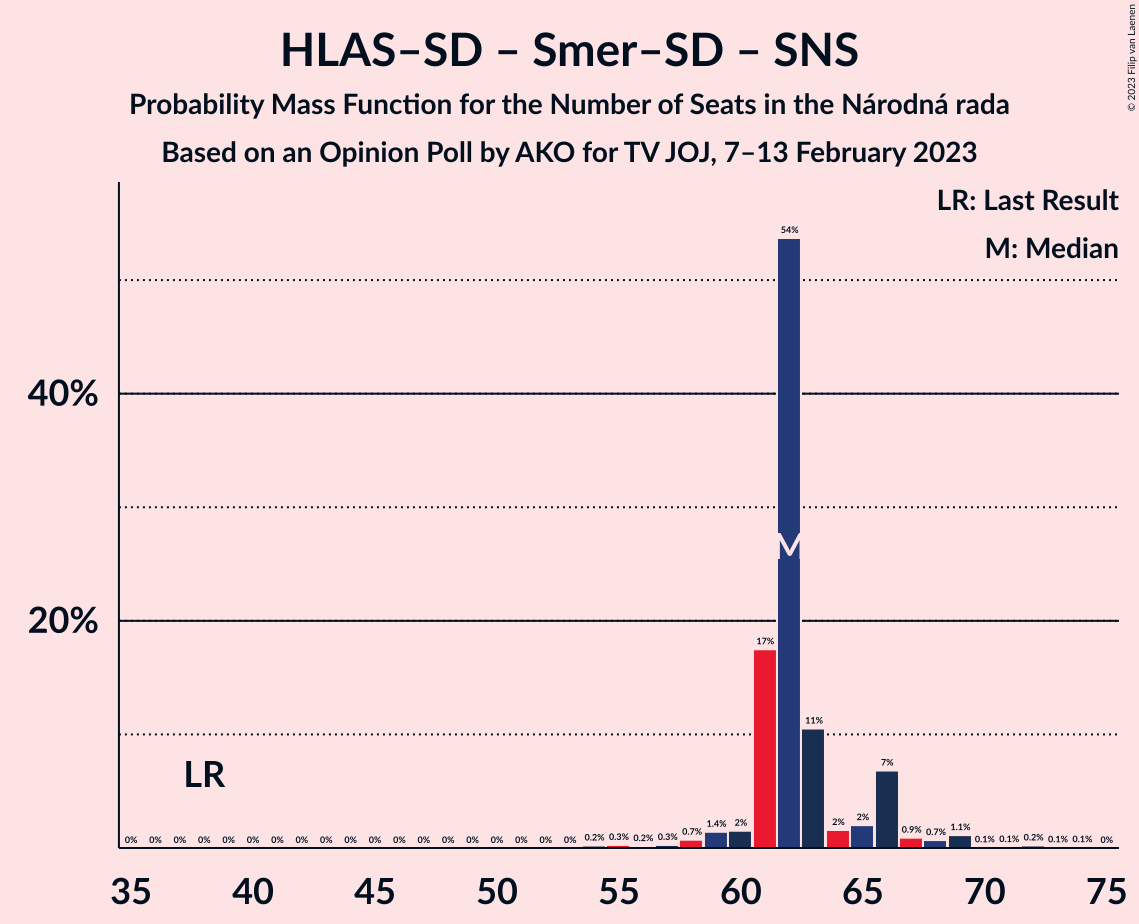 HLAS–SD – Smer–SD – SNS
Probability Mass Function for the Number of Seats in the Národná rada
Based on an Opinion Poll by AKO for TV JOJ, 7–13 February 2023
© 2023 Filip van Laenen
LR: Last Result
M: Median
54%
40%
M
20%
17%
11%
LR
7%
0% 0% 0% 0% 0% 0% 0% 0% 0% 0% 0% 0% 0% 0% 0% 0% 0% 0% 0% 0.2% 0.3% 0.2% 0.3% 0.7% 1.4% 2% 2% 2% 0.9% 0.7% 1.1% 0.1% 0.1% 0.2% 0.1% 0.1% 0%
35 40 45 50 55 60 65 70 75